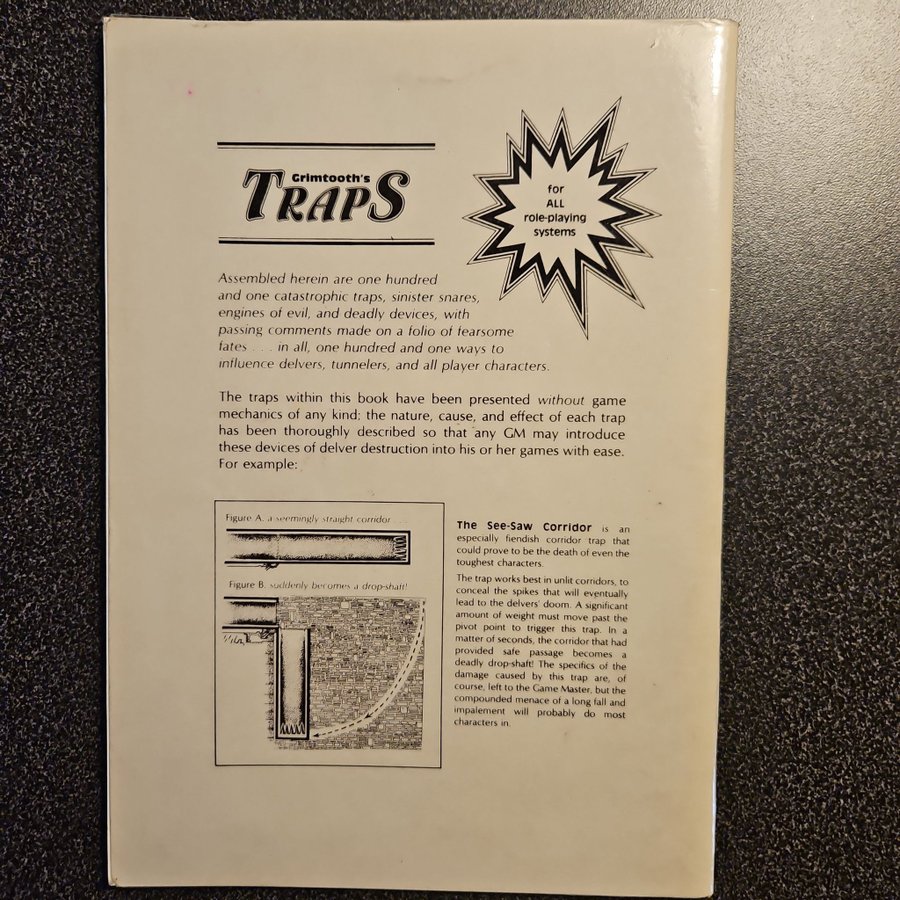 Grimtooth's
TRAPS
for
ALL
role-playing
systems
Assembled herein are one hundred
and one catastrophic traps, sinister snares,
engines of evil, and deadly devices, with
passing comments made on a folio of fearsome
fates . . . in all, one hundred and one ways to
influence delvers, tunnelers, and all player characters.
The traps within this book have been presented without game
mechanics of any kind: the nature, cause, and effect of each trap
has been thoroughly described so that any GM may introduce
these devices of delver destruction into his or her games with ease.
For example:
Figure A. a seemingly straight corridor . . .
Figure B. suddenly becomes a drop-shaft!
The See-Saw Corridor is an
especially fiendish corridor trap that
could prove to be the death of even the
toughest characters.
The trap works best in unlit corridors, to
conceal the spikes that will eventually
lead to the delvers' doom. A significant
amount of weight must move past the
pivot point to trigger this trap. In a
matter of seconds, the corridor that had
provided safe passage becomes a
deadly drop-shaft! The specifics of the
damage caused by this trap are, of
course, left to the Game Master, but the
compounded menace of a long fall and
impalement will probably do most
characters in.